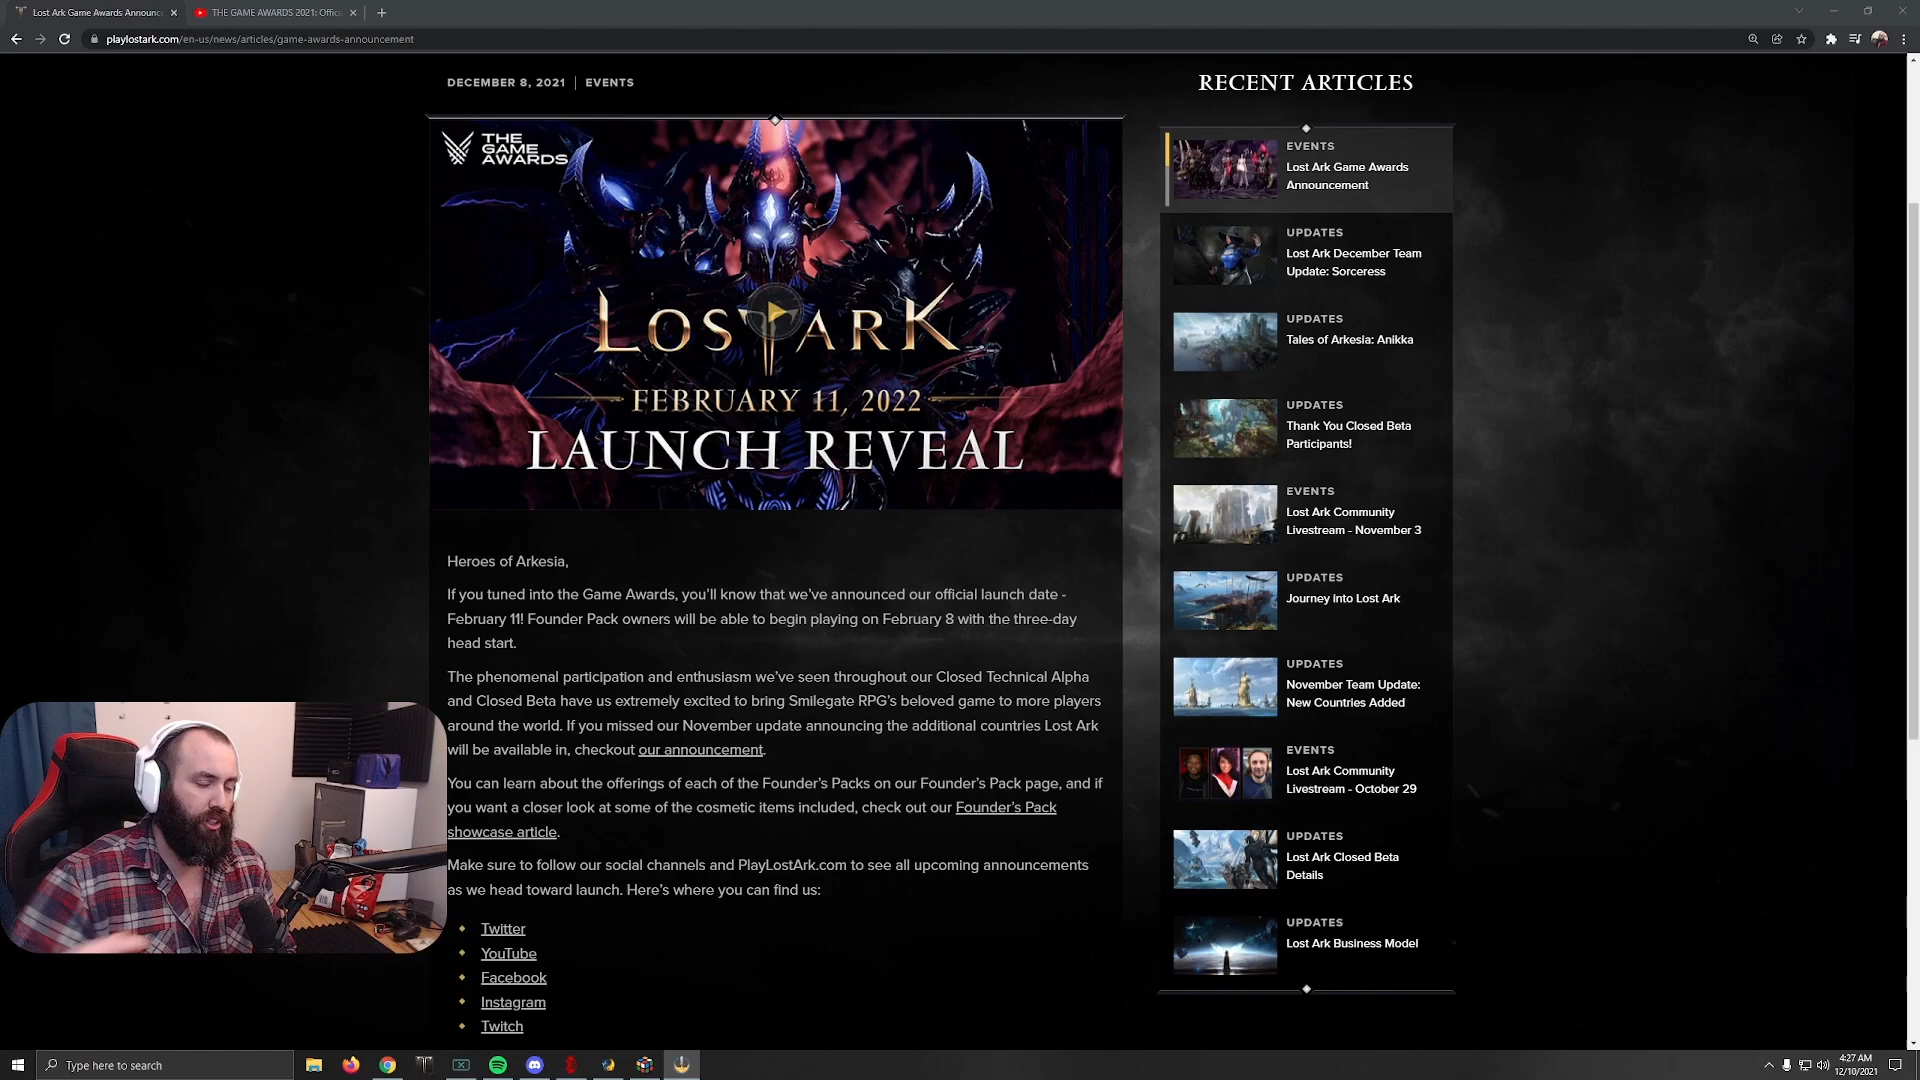 Lost Ark Game Awards Announc
THE GAME AWARDS 2021: Offici
playlostark.com/en-us/news/articles/game-awards-announcement
DECEMBER 8, 2021 | EVENTS
THE
GAME
AWARDS
LOST ARK
FEBRUARY 11, 2022
LAUNCH REVEAL
Heroes of Arkesia,
If you tuned into the Game Awards, you'll know that we've announced our official launch date -
February 11! Founder Pack owners will be able to begin playing on February 8 with the three-day
head start.
The phenomenal participation and enthusiasm we've seen throughout our Closed Technical Alpha
and Closed Beta have us extremely excited to bring Smilegate RPG's beloved game to more players
around the world. If you missed our November update announcing the additional countries Lost Ark
will be available in, checkout our announcement.
You can learn about the offerings of each of the Founder's Packs on our Founder's Pack page, and if
you want a closer look at some of the cosmetic items included, check out our Founder's Pack
showcase article.
Make sure to follow our social channels and PlayLostArk.com to see all upcoming announcements
as we head toward launch. Here's where you can find us:
Twitter
YouTube
Facebook
Instagram
Twitch
RECENT ARTICLES
EVENTS
Lost Ark Game Awards
Announcement
UPDATES
Lost Ark December Team
Update: Sorceress
UPDATES
Tales of Arkesia: Anikka
UPDATES
Thank You Closed Beta
Participants!
EVENTS
Lost Ark Community
Livestream - November 3
UPDATES
Journey into Lost Ark
UPDATES
November Team Update:
New Countries Added
EVENTS
Lost Ark Community
Livestream - October 29
UPDATES
Lost Ark Closed Beta
Details
UPDATES
Lost Ark Business Model
Type here to search
4:27 AM
12/10/2021